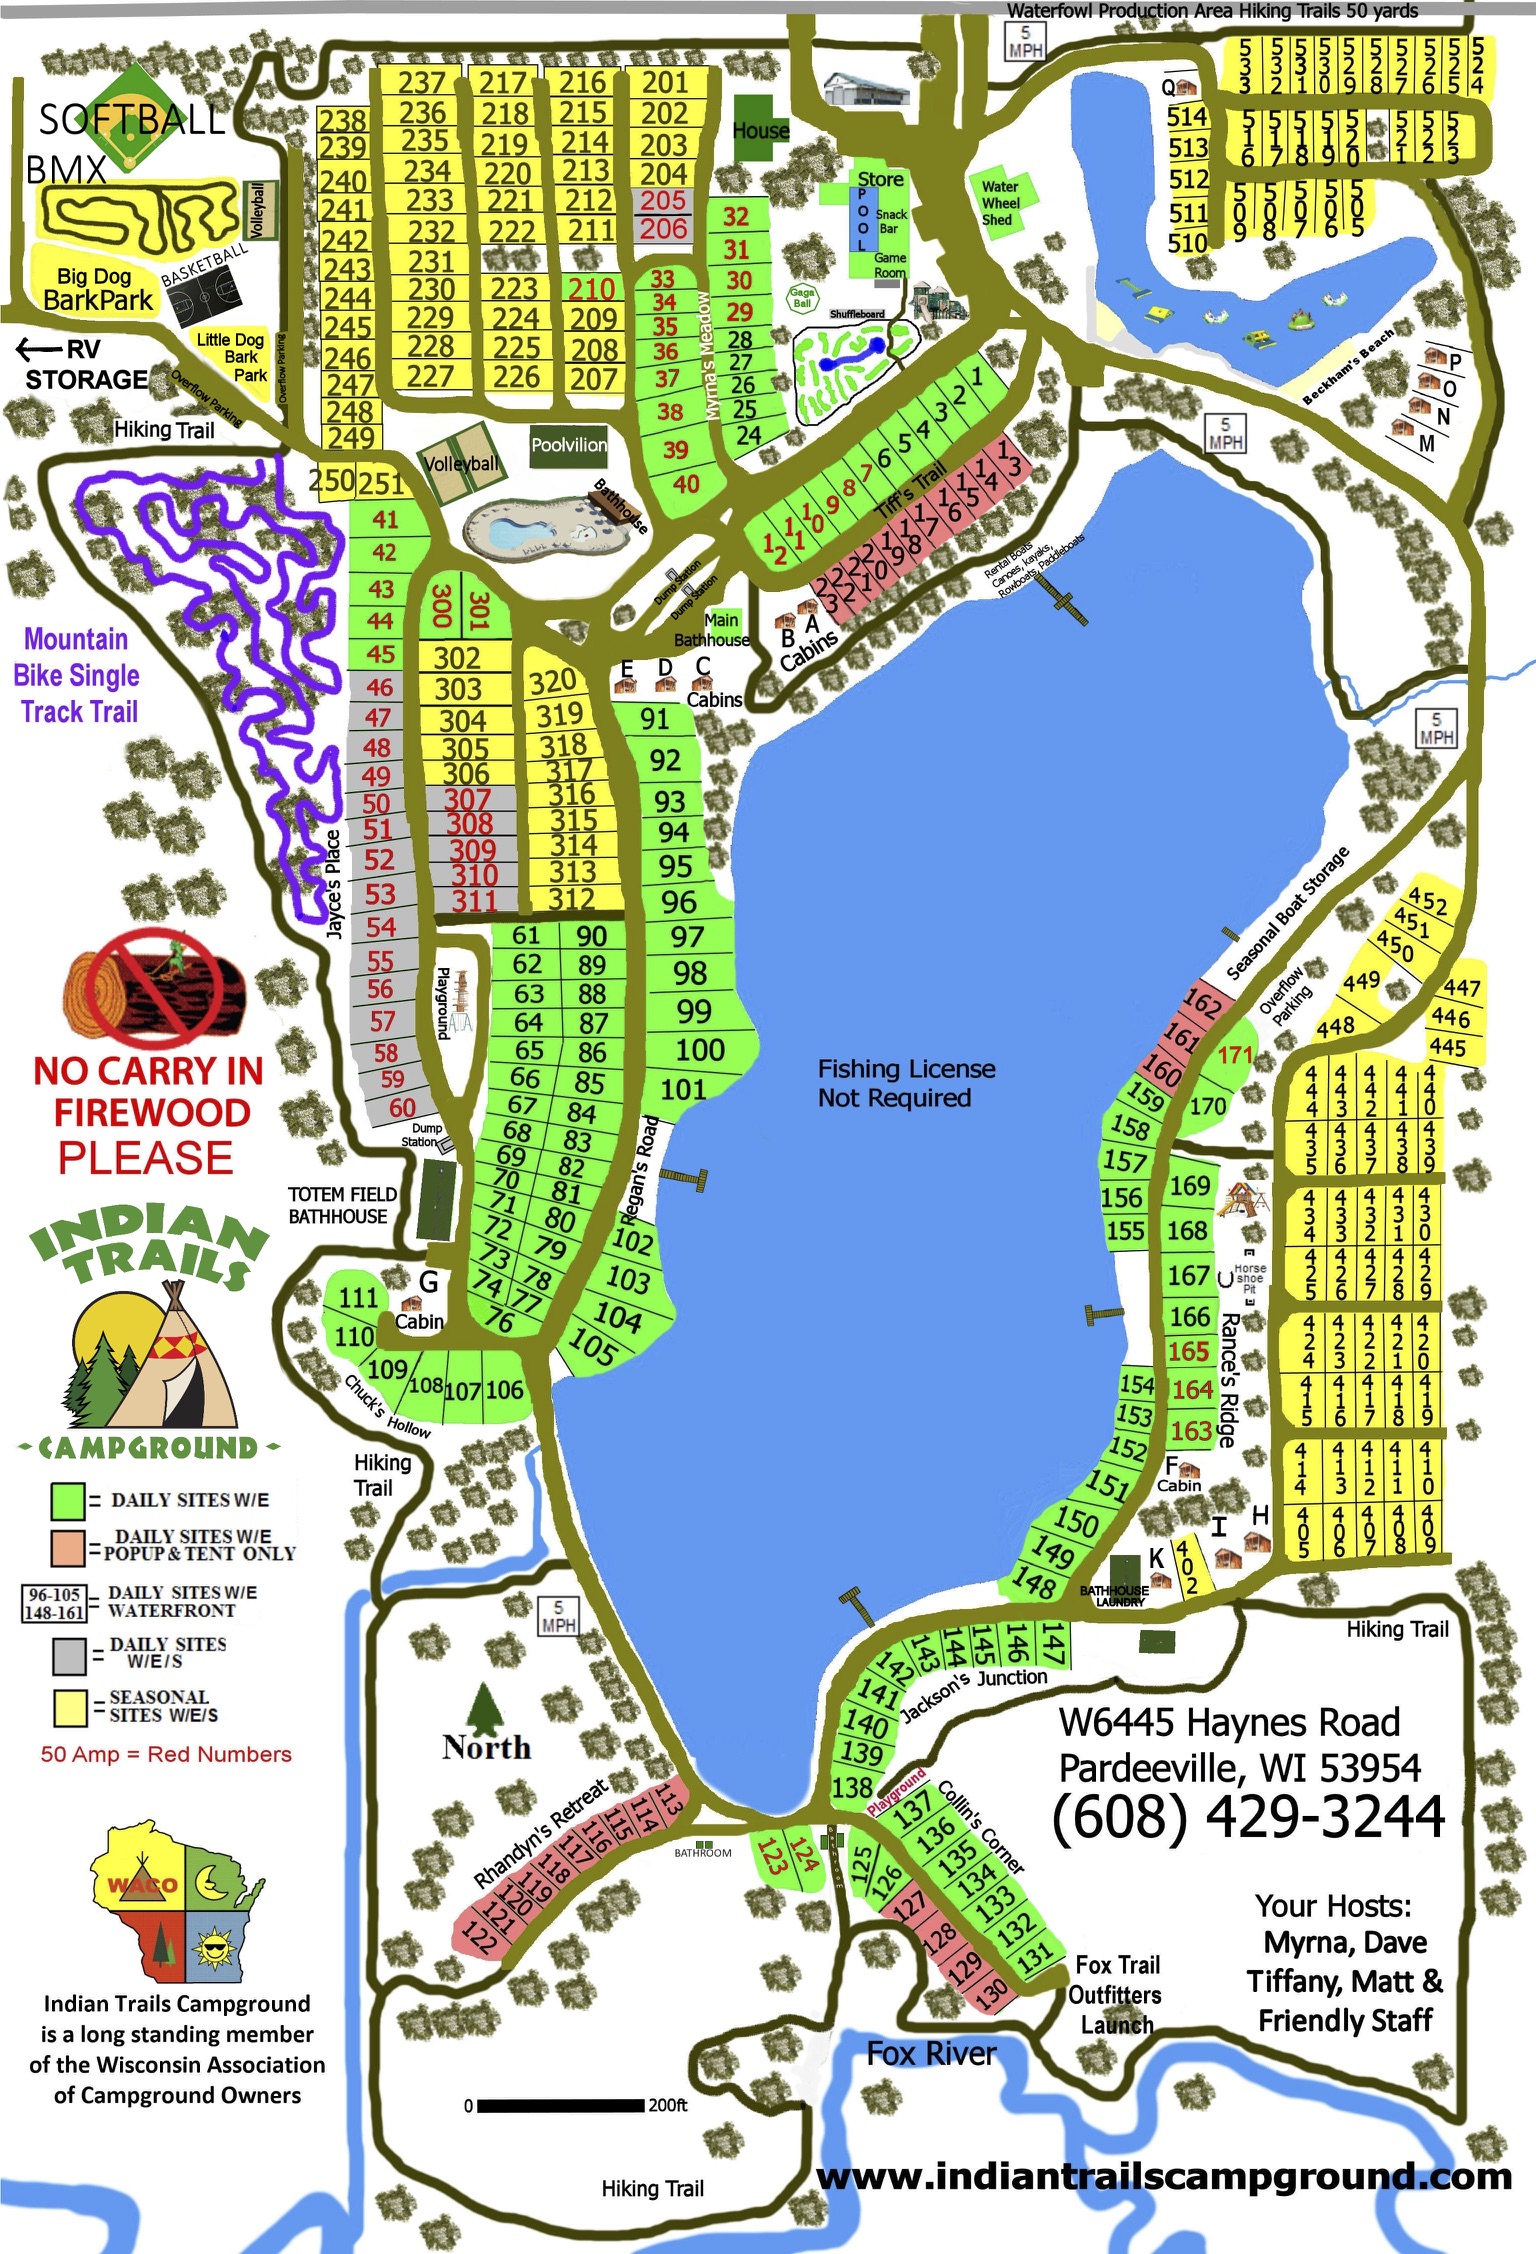 Waterfowl Production Area Hiking Trails 50 yards
5
MPH
SOFTBALL
BMX
Volleyball
BASKETBALL
Big Dog
BarkPark
Little Dog
Bark
Park
← RV
STORAGE
Overflow Parking
Overflow Parking
Hiking Trail
238
239
240
241
242
243
244
245
246
247
248
249
250 251
237
236
235
234
233
232
231
230
229
228
227
217
218
219
220
221
222
223
224
225
226
216
215
214
213
212
211
210
209
208
207
201
202
203
204
205
206
33
34
35
36
37
38
39
40
Myrna's Meadow
32
31
30
29
28
27
26
25
24
House
Store
POOL
Snack
Bar
Game
Room
Gaga
Ball
Shuffleboard
Water
Wheel
Shed
Q
533 532 531 530 529 528 527 526 525 524
514
513
512
511
510
516 517 518 519 520 521 522 523
509 508 507 506 505
Beckham's Beach
P
O
N
M
5
MPH
Volleyball
Poolvilion
Bathhouse
1
2
3
4
5
6
7
8
9
10
11
12
Tiff's Trail
13
14
15
16
17
18
19
20
21
22
23
Rental Boats
Canoes, kayaks,
Rowboats, Paddleboats
Dump Station
Dump Station
Main
Bathhouse
B A
Cabins
E D C
Cabins
Mountain
Bike Single
Track Trail
Jayce's Place
41
42
43
44
45
46
47
48
49
50
51
52
53
54
55
56
57
58
59
60
300 301
302
303
304
305
306
307
308
309
310
311
320
319
318
317
316
315
314
313
312
91
92
93
94
95
96
97
98
99
100
101
5
MPH
Playground
61 90
62 89
63 88
64 87
65 86
66 85
67 84
68 83
69 82
70 81
71 80
72 79
73 78
74 77
76
Regan's Road
102
103
104
105
Fishing License
Not Required
Seasonal Boat Storage
Overflow
Parking
452
451
450
449
448
447
446
445
162
161
160
159
158
157
156
155
171
170
169
168
167
166
165
164
163
154
153
152
151
150
149
148
Horse
shoe
Pit
Rance's Ridge
444 443 442 441 440
435 436 437 438 439
434 433 432 431 430
425 426 427 428 429
424 423 422 421 420
415 416 417 418 419
414 413 412 411 410
405 406 407 408 409
F
Cabin
I H
K
402
BATHHOUSE
LAUNDRY
NO CARRY IN
FIREWOOD
PLEASE
Dump
Station
TOTEM FIELD
BATHHOUSE
G
Cabin
111
110
109
108
107
106
Chuck's Hollow
Hiking
Trail
INDIAN
TRAILS
- CAMPGROUND -
= DAILY SITES W/E
= DAILY SITES W/E
POPUP & TENT ONLY
96-105
148-161
= DAILY SITES W/E
WATERFRONT
= DAILY SITES
W/E/S
= SEASONAL
SITES W/E/S
50 Amp = Red Numbers
5
MPH
North
Hiking Trail
147
146
145
144
143
142
141
140
139
138
Jackson's Junction
W6445 Haynes Road
Pardeeville, WI 53954
(608) 429-3244
Playground
Collin's Corner
137
136
135
134
133
132
131
125
126
127
128
129
130
123 124
Bathroom
BATHROOM
Rhandyn's Retreat
113
114
115
116
117
118
119
120
121
122
Your Hosts:
Myrna, Dave
Tiffany, Matt &
Friendly Staff
Fox Trail
Outfitters
Launch
Fox River
WACO
Indian Trails Campground
is a long standing member
of the Wisconsin Association
of Campground Owners
0 200ft
Hiking Trail
www.indiantrailscampground.com